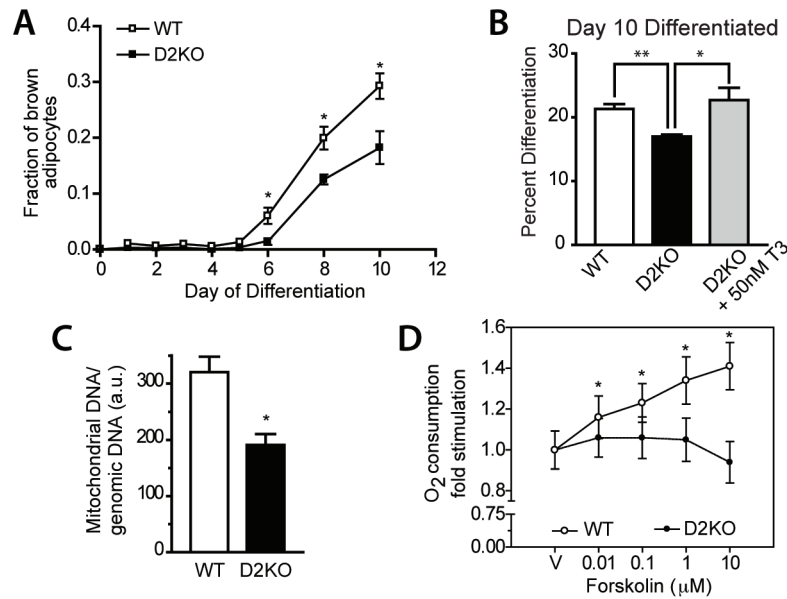 A
WT
D2KO
0.4
0.3
0.2
0.1
0.0
*
*
*
Fraction of brown
adipocytes
0 2 4 6 8 10 12
Day of Differentiation
B
Day 10 Differentiated
** *
30
20
10
0
Percent Differentiation
WT
D2KO
D2KO
+ 50nM T3
C
300
200
100
0
*
Mitochondrial DNA/
genomic DNA (a.u.)
WT D2KO
D
1.6
1.4
1.2
1.0
0.8
0.75
0.00
* * * *
O2 consumption
fold stimulation
WT D2KO
V 0.01 0.1 1 10
Forskolin (μM)